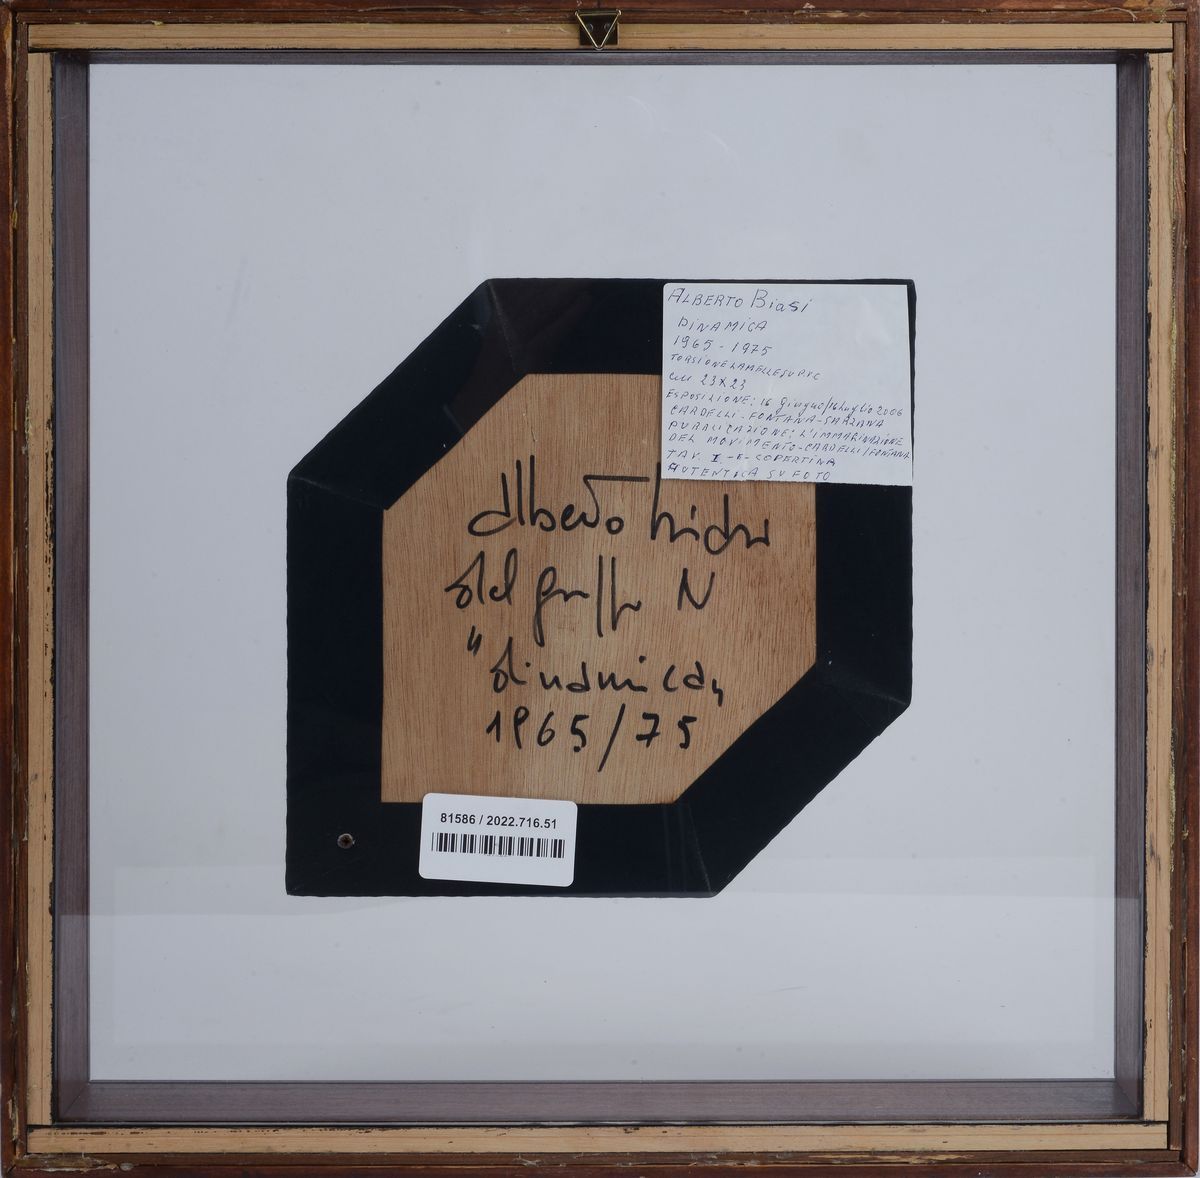 ALBERTO Biasi
DINAMICA
1965 - 1975
TORSIONE LAMELLE SU P.VC
cm 23X23
ESPOSIZIONE: 16 giugno/16 Luglio 2006
CARDELLI - FONTANA - SARZANA
PUBBLICAZIONE: L'IMMAGINAZIONE
DEL MOVIMENTO - CARDELLI/FONTANA
TAV. I - E - COPERTINA
AUTENTICA SU FOTO
Alberto Biasi
del gruppo N
"dinamica"
1965/75
81586 / 2022.716.51